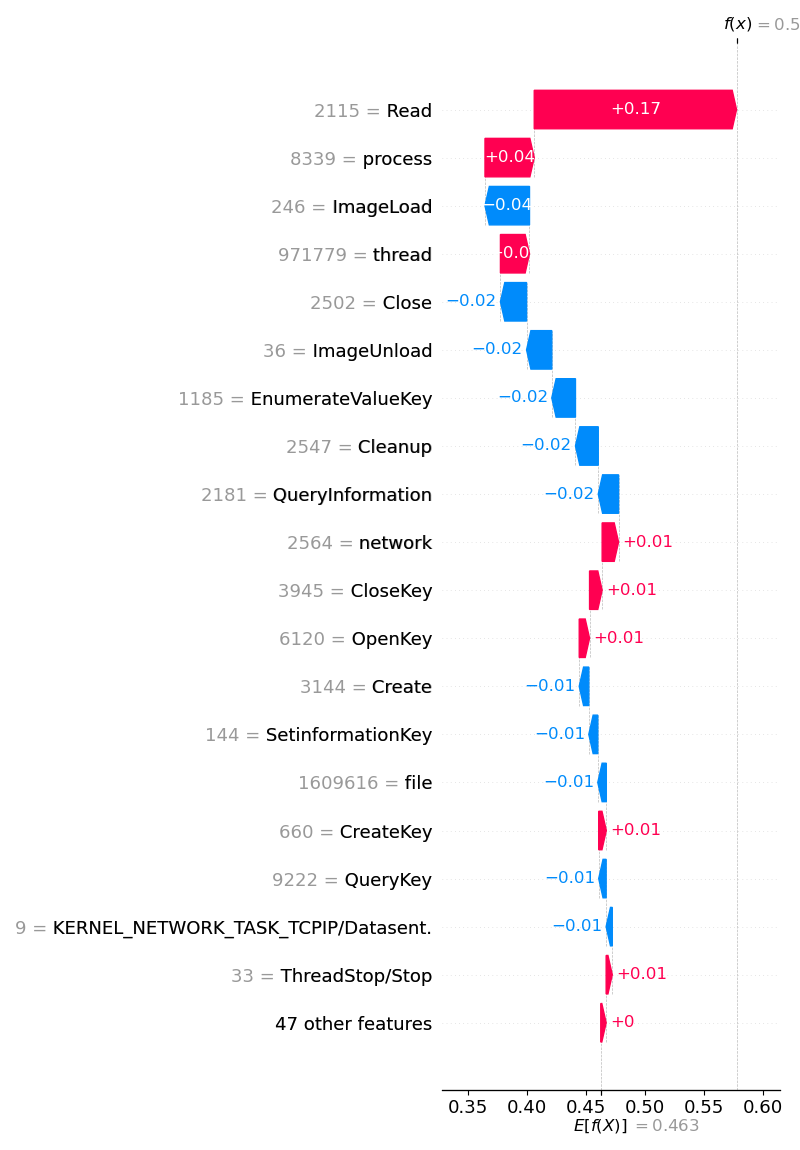 f(x) = 0.5
2115 = Read +0.17
8339 = process +0.04
246 = ImageLoad −0.04
971779 = thread +0.0
2502 = Close −0.02
36 = ImageUnload −0.02
1185 = EnumerateValueKey −0.02
2547 = Cleanup −0.02
2181 = QueryInformation −0.02
2564 = network +0.01
3945 = CloseKey +0.01
6120 = OpenKey +0.01
3144 = Create −0.01
144 = SetinformationKey −0.01
1609616 = file −0.01
660 = CreateKey +0.01
9222 = QueryKey −0.01
9 = KERNEL_NETWORK_TASK_TCPIP/Datasent. −0.01
33 = ThreadStop/Stop +0.01
47 other features +0
0.35 0.40 0.45 0.50 0.55 0.60
E[f(X)] = 0.463